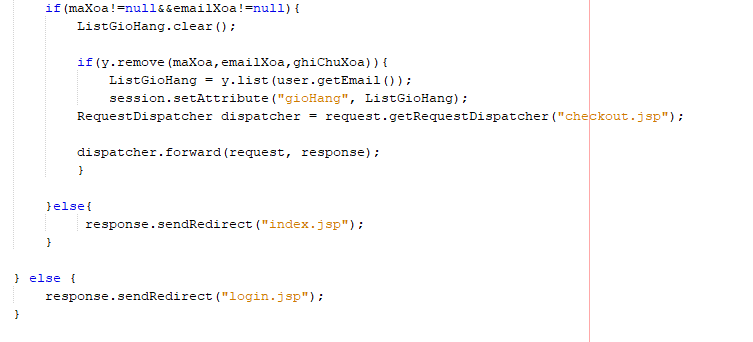 if(maXoa!=null&&emailXoa!=null){
ListGioHang.clear();
if(y.remove(maXoa,emailXoa,ghiChuXoa)){
ListGioHang = y.list(user.getEmail());
session.setAttribute("gioHang", ListGioHang);
RequestDispatcher dispatcher = request.getRequestDispatcher("checkout.jsp");
dispatcher.forward(request, response);
}
}else{
response.sendRedirect("index.jsp");
}
} else {
response.sendRedirect("login.jsp");
}